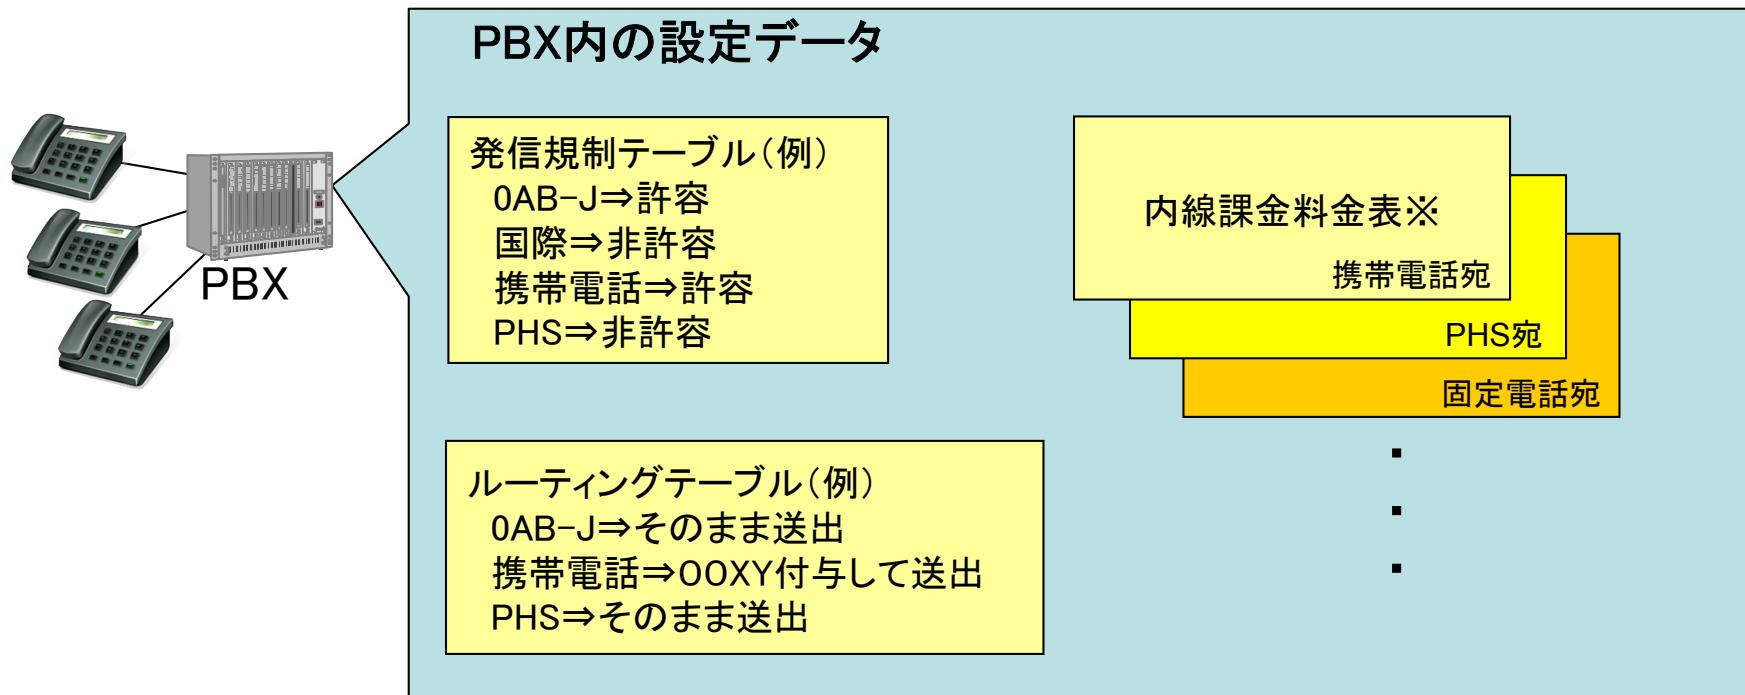 PBX内の設定データ
PBX
発信規制テーブル(例)
0AB-J⇒許容
国際⇒非許容
携帯電話⇒許容
PHS⇒非許容
内線課金料金表※
携帯電話宛
PHS宛
固定電話宛
・
・
・
ルーティングテーブル(例)
0AB-J⇒そのまま送出
携帯電話⇒00XY付与して送出
PHS⇒そのまま送出